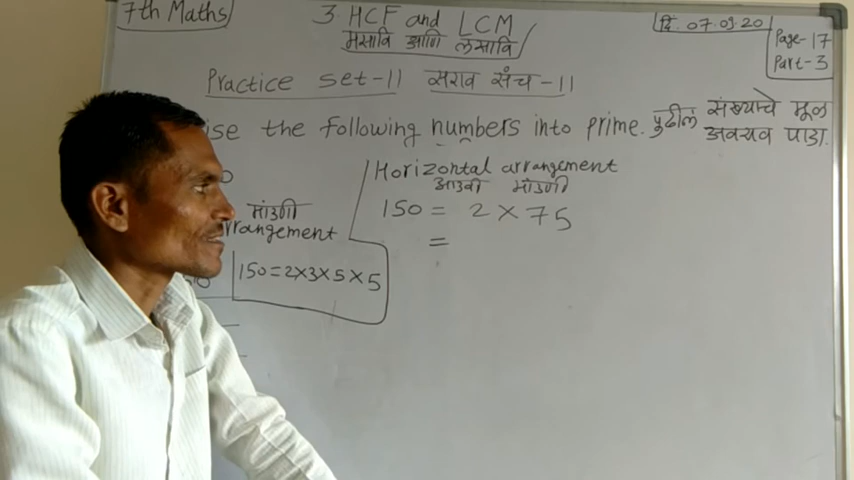 7th Maths
3. HCF and LCM
मसावि आणि लसावि
दि. 07.09.20
Page-17
Part-3
Practice set-11 सराव संच-11
ise the following numbers into prime. पुढील संख्यांचे मूळ
अवयव पाडा.
Horizontal arrangement
आडवी मांडणी
150 = 2 × 75
=
मांडणी
rrangement
150=2×3×5×5